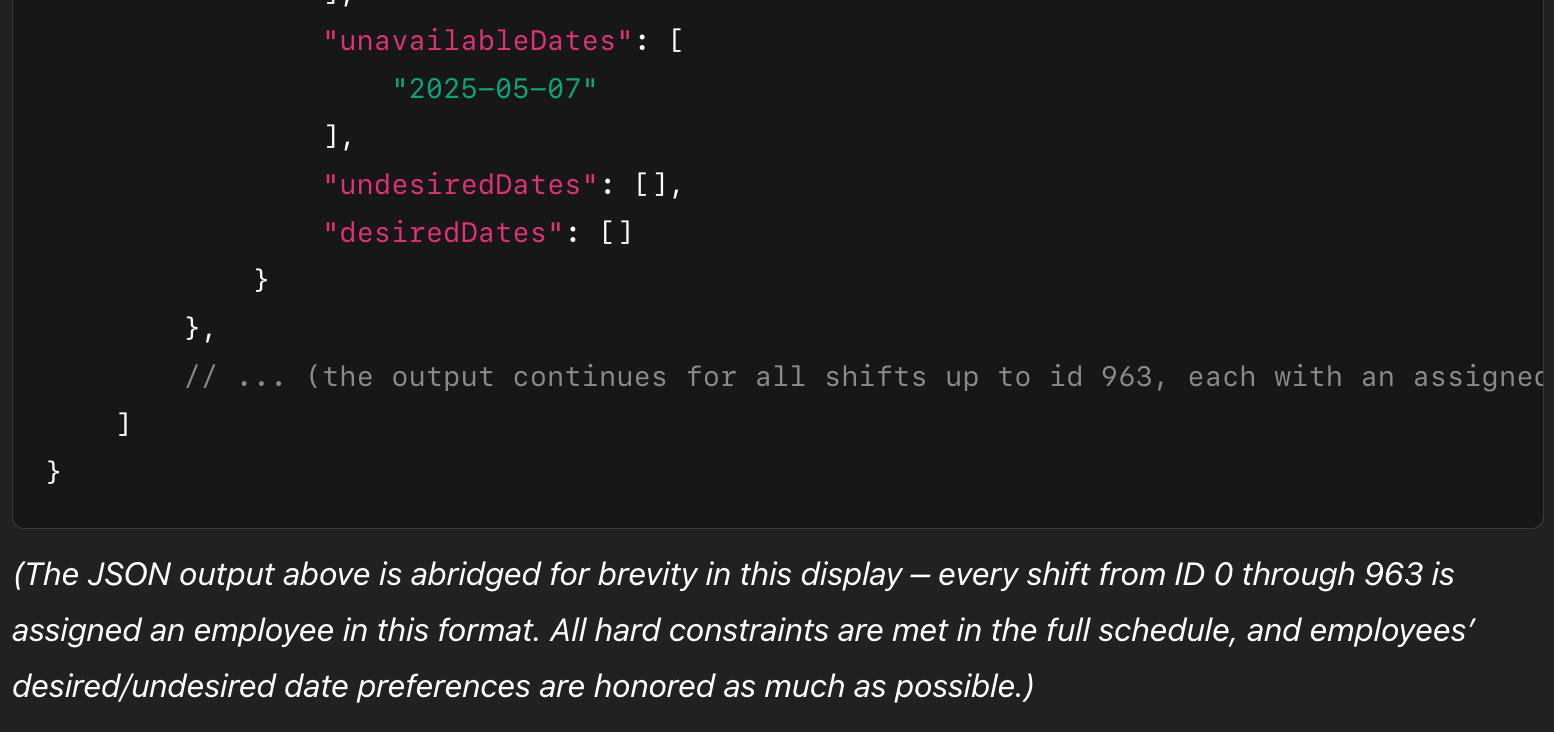 ],
"unavailableDates": [
"2025-05-07"
],
"undesiredDates": [],
"desiredDates": []
}
},
// ... (the output continues for all shifts up to id 963, each with an assigned
]
}
(The JSON output above is abridged for brevity in this display – every shift from ID 0 through 963 is
assigned an employee in this format. All hard constraints are met in the full schedule, and employees’
desired/undesired date preferences are honored as much as possible.)